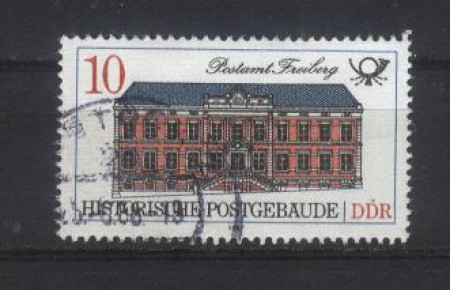 10
Postamt Freiberg
HISTORISCHE POSTGEBÄUDE | DDR